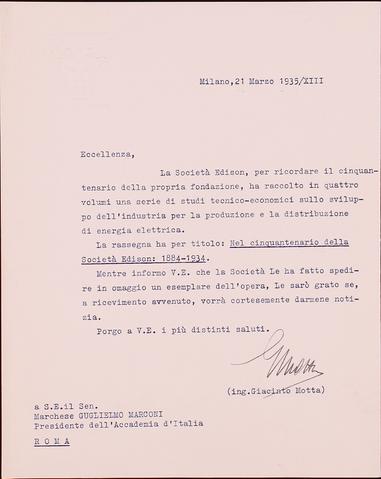 Milano,21 Marzo 1935/XIII
Eccellenza,
La Società Edison, per ricordare il cinquan-
tenario della propria fondazione, ha raccolto in quattro
volumi una serie di studi tecnico-economici sullo svilup-
po dell'industria per la produzione e la distribuzione
di energia elettrica.
La rassegna ha per titolo: Nel cinquantenario della
Società Edison: 1884-1934.
Mentre informo V.E. che la Società Le ha fatto spedi-
re in omaggio un esemplare dell'opera, Le sarò grato se,
a ricevimento avvenuto, vorrà cortesemente darmene noti-
zia.
Porgo a V.E. i più distinti saluti.
GMotta
(ing.Giacinto Motta)
a S.E.il Sen.
Marchese GUGLIELMO MARCONI
Presidente dell'Accademia d'Italia
ROMA